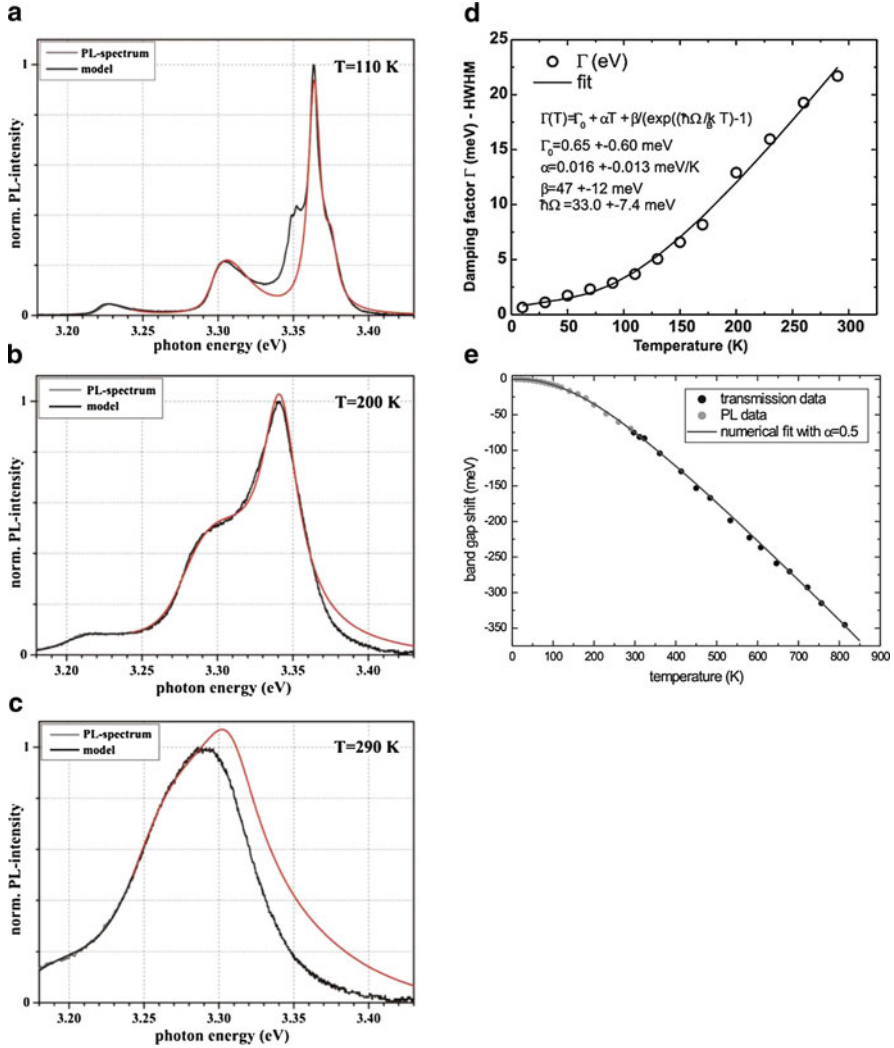 a
PL-spectrum
model
T=110 K
norm. PL-intensity
1
0
3.20 3.25 3.30 3.35 3.40
photon energy (eV)
b
PL-spectrum
model
T=200 K
norm. PL-intensity
1
0
3.20 3.25 3.30 3.35 3.40
photon energy (eV)
c
PL-spectrum
model
T=290 K
norm. PL-intensity
1
0
3.20 3.25 3.30 3.35 3.40
photon energy (eV)
d
Γ (eV)
fit
Γ(T)=Γ₀ + αT + β/(exp((ħΩ/k_B T)-1)
Γ₀=0.65 +-0.60 meV
α=0.016 +-0.013 meV/K
β=47 +-12 meV
ħΩ =33.0 +-7.4 meV
Damping factor Γ (meV) - HWHM
25
20
15
10
5
0
0 50 100 150 200 250 300
Temperature (K)
e
transmission data
PL data
numerical fit with α=0.5
band gap shift (meV)
0
-50
-100
-150
-200
-250
-300
-350
0 100 200 300 400 500 600 700 800 900
temperature (K)